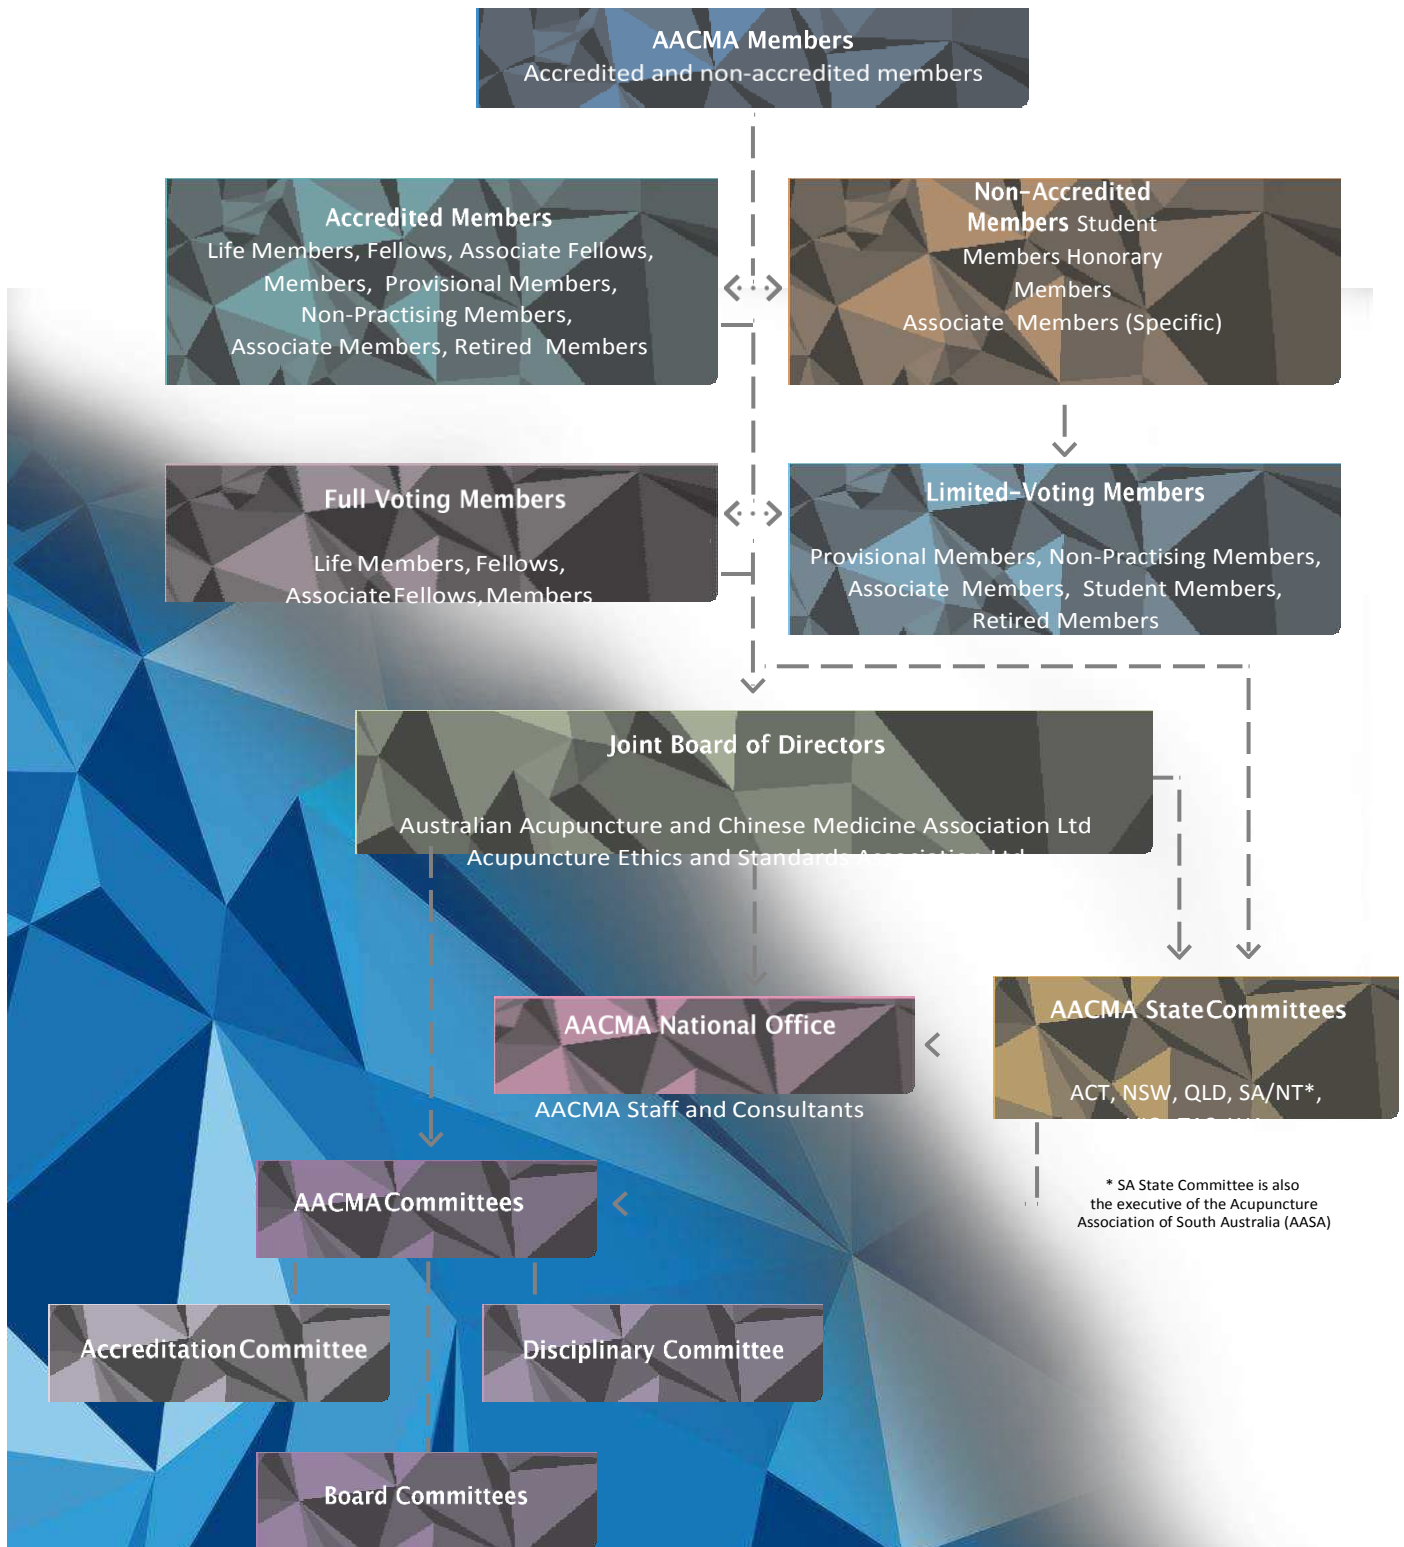 AACMA Members
Accredited and non-accredited members
Accredited Members
Life Members, Fellows, Associate Fellows,
Members, Provisional Members,
Non-Practising Members,
Associate Members, Retired Members
Non-Accredited
Members Student
Members Honorary
Members
Associate Members (Specific)
Full Voting Members
Life Members, Fellows,
Associate Fellows, Members
Limited-Voting Members
Provisional Members, Non-Practising Members,
Associate Members, Student Members,
Retired Members
Joint Board of Directors
Australian Acupuncture and Chinese Medicine Association Ltd
Acupuncture Ethics and Standards Association Ltd
AACMA National Office
AACMA Staff and Consultants
AACMA State Committees
ACT, NSW, QLD, SA/NT*,
* SA State Committee is also
the executive of the Acupuncture
Association of South Australia (AASA)
AACMA Committees
Accreditation Committee
Disciplinary Committee
Board Committees